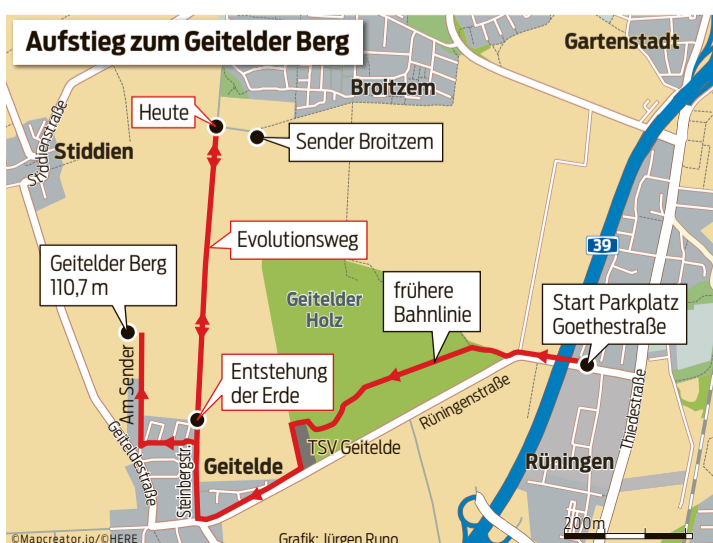 Aufstieg zum Geitelder Berg
Gartenstadt
Broitzem
Heute
Sender Broitzem
Stiddienstraße
Stiddien
Evolutionsweg
39
Geitelder Berg
110,7 m
Geitelder
Holz
frühere
Bahnlinie
Start Parkplatz
Goethestraße
Am Sender
Entstehung
der Erde
Rüningenstraße
Thiedestraße
Geiteldestraße
Steinbergstr.
Geitelde
TSV Geitelde
Rüningen
200m
©Mapcreator.io/©HERE
Grafik: Jürgen Runo